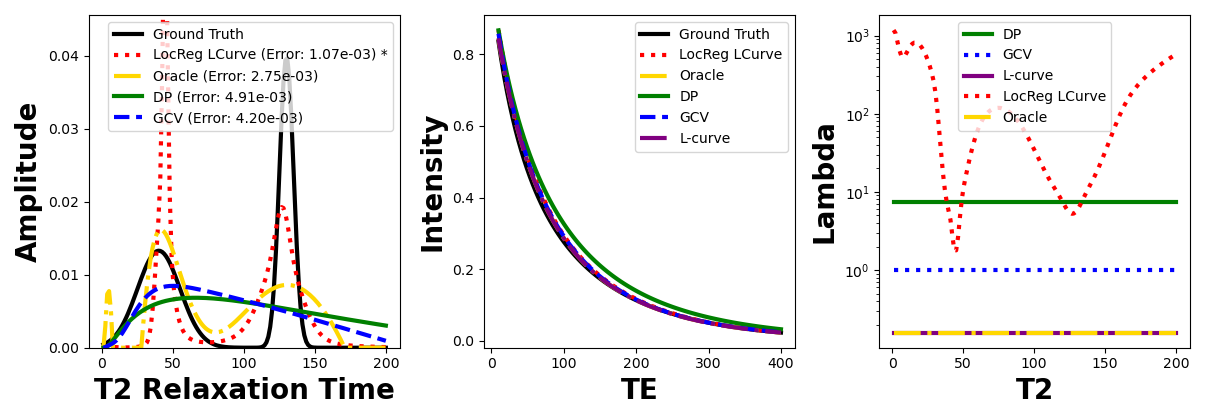 Amplitude
0.04
0.03
0.02
0.01
0.00
Ground Truth
LocReg LCurve (Error: 1.07e-03) *
Oracle (Error: 2.75e-03)
DP (Error: 4.91e-03)
GCV (Error: 4.20e-03)
0 50 100 150 200
T2 Relaxation Time
Intensity
0.8
0.6
0.4
0.2
0.0
Ground Truth
LocReg LCurve
Oracle
DP
GCV
L-curve
0 100 200 300 400
TE
Lambda
10³
10²
10¹
10⁰
DP
GCV
L-curve
LocReg LCurve
Oracle
0 50 100 150 200
T2